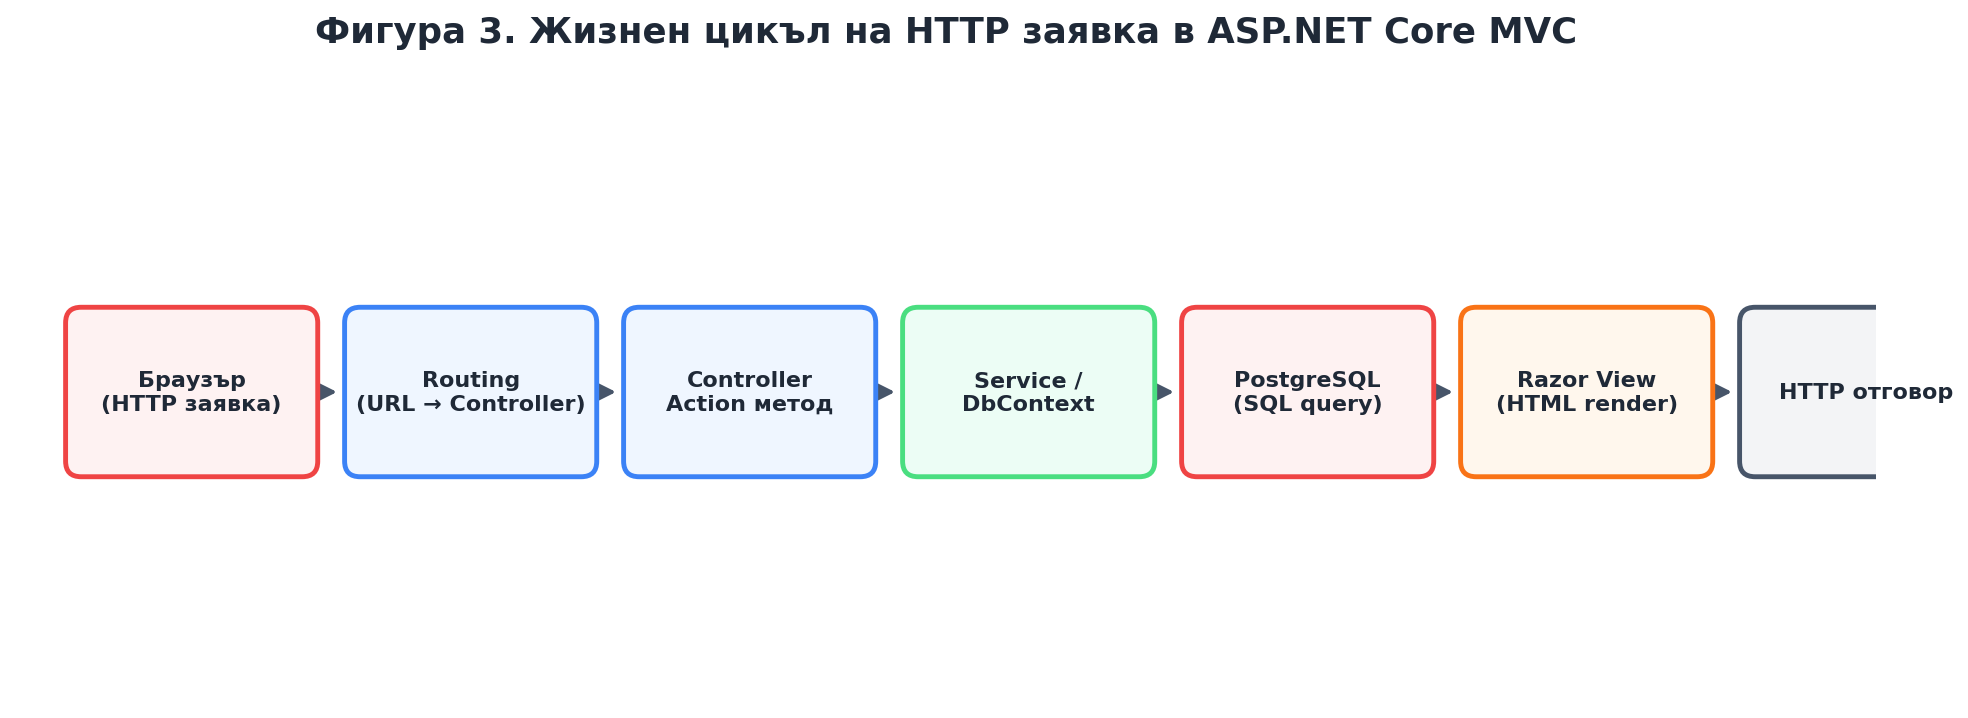 Фигура 3. Жизнен цикъл на HTTP заявка в ASP.NET Core MVC
Браузър
(HTTP заявка)
Routing
(URL → Controller)
Controller
Action метод
Service /
DbContext
PostgreSQL
(SQL query)
Razor View
(HTML render)
HTTP отговор